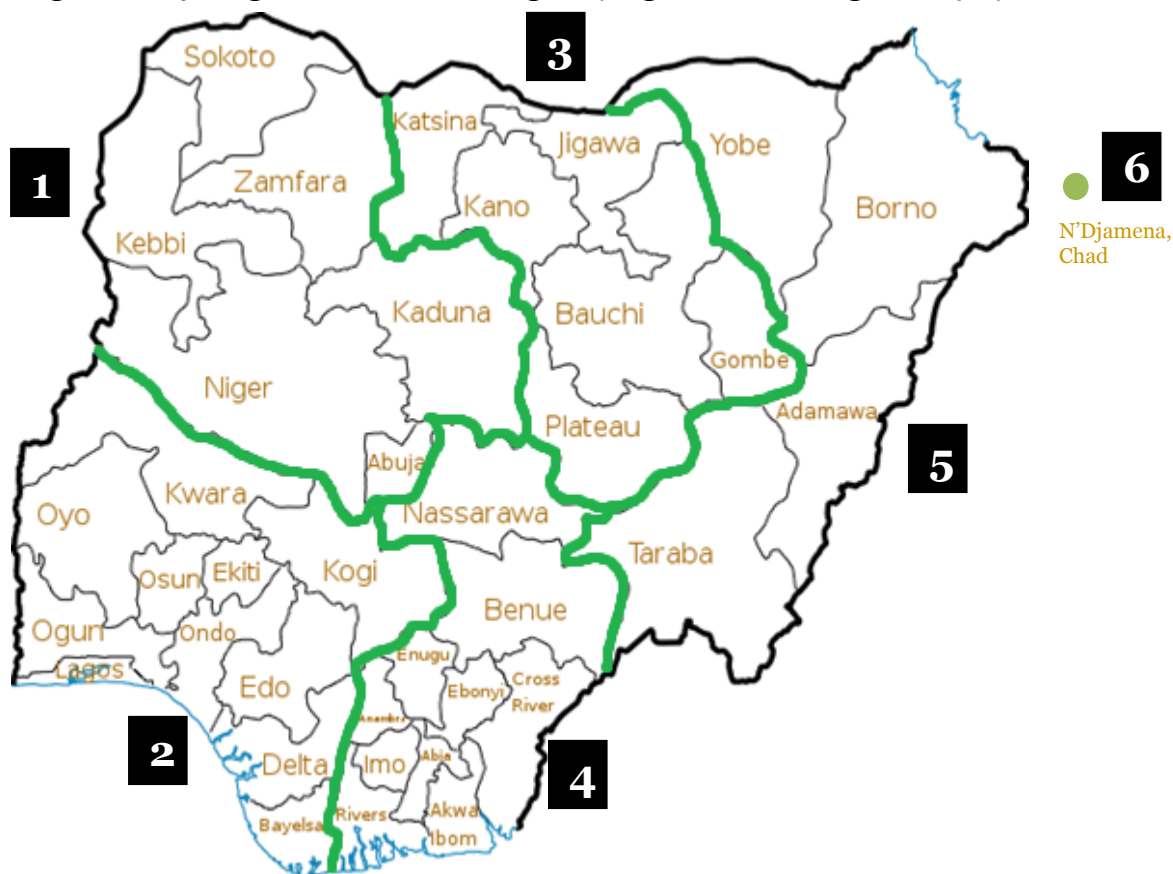 Sokoto
3
Katsina
Jigawa
Yobe
1
6
Zamfara
Kano
Borno
N'Djamena,
Chad
Kebbi
Kaduna
Bauchi
Gombe
Niger
Adamawa
Plateau
Abuja
5
Kwara
Oyo
Nassarawa
Taraba
Osun
Ekiti
Kogi
Benue
Ogun
Ondo
Enugu
Lagos
Edo
Ebonyi
Cross
River
Anambra
2
Delta
Imo
Abia
4
Bayelsa
Rivers
Akwa
Ibom